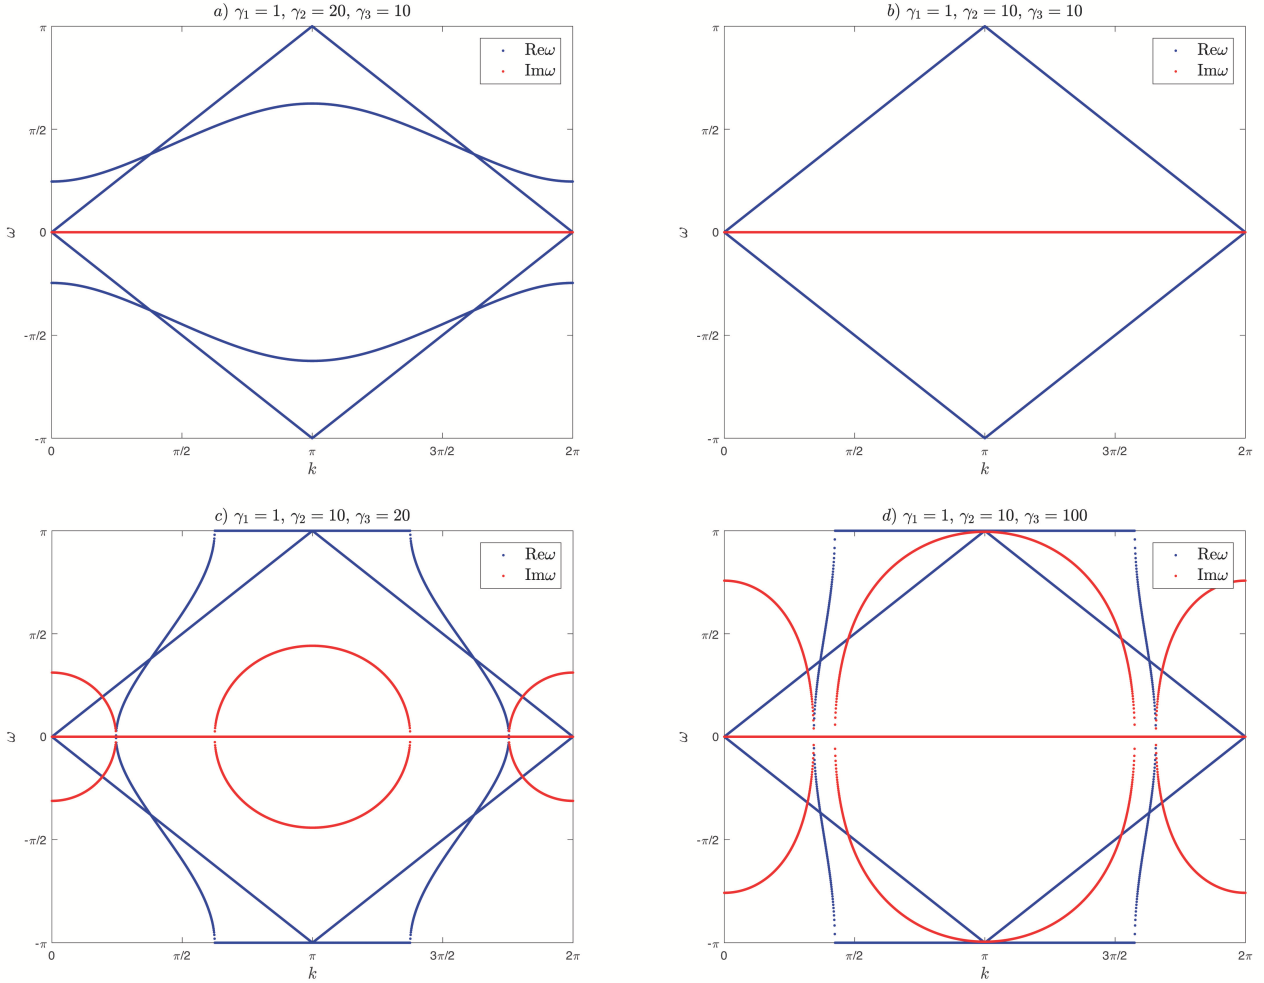 a) γ₁ = 1, γ₂ = 20, γ₃ = 10
π
π/2
0
-π/2
-π
ω
0
π/2
π
3π/2
2π
k
Reω
Imω
b) γ₁ = 1, γ₂ = 10, γ₃ = 10
π
π/2
0
-π/2
-π
ω
0
π/2
π
3π/2
2π
k
Reω
Imω
c) γ₁ = 1, γ₂ = 10, γ₃ = 20
π
π/2
0
-π/2
-π
ω
0
π/2
π
3π/2
2π
k
Reω
Imω
d) γ₁ = 1, γ₂ = 10, γ₃ = 100
π
π/2
0
-π/2
-π
ω
0
π/2
π
3π/2
2π
k
Reω
Imω